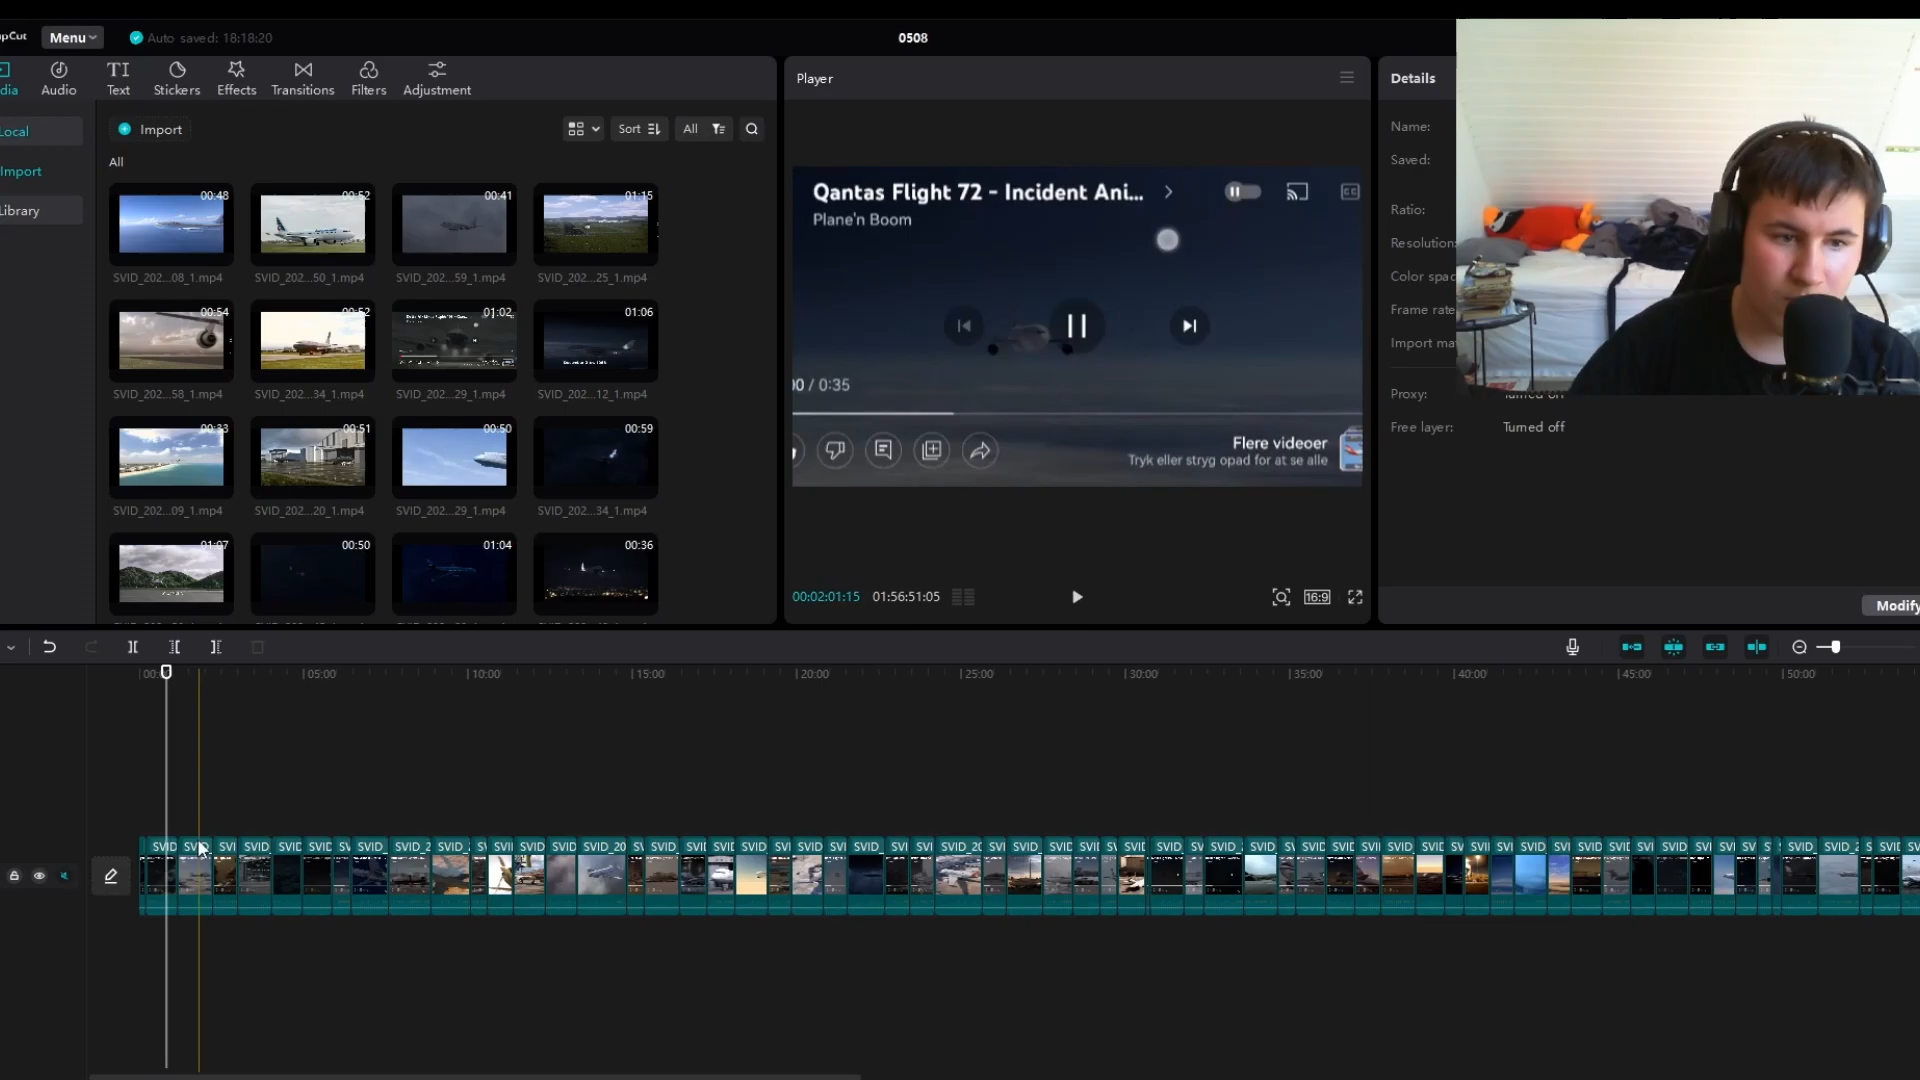 pCut Menu Auto saved: 18:18:20 0508
dia Audio Text Stickers Effects Transitions Filters Adjustment
Player
Details
Local
Import
Library
Import Sort All
All
00:48 00:52 00:41 01:15
SVID_202...08_1.mp4 SVID_202...50_1.mp4 SVID_202...59_1.mp4 SVID_202...25_1.mp4
00:54 00:52 01:02 01:06
SVID_202...58_1.mp4 SVID_202...34_1.mp4 SVID_202...29_1.mp4 SVID_202...12_1.mp4
00:33 00:51 00:50 00:59
SVID_202...09_1.mp4 SVID_202...20_1.mp4 SVID_202...29_1.mp4 SVID_202...34_1.mp4
01:07 00:50 01:04 00:36
Qantas Flight 72 - Incident Ani...
Plane'n Boom
00 / 0:35
Flere videoer
Tryk eller stryg opad for at se alle
00:02:01:15 01:56:51:05 16:9
Name:
Saved:
Ratio:
Resolution:
Color spac
Frame rate
Import ma
Proxy: Turned on
Free layer: Turned off
Modify
00: 05:00 10:00 15:00 20:00 25:00 30:00 35:00 40:00 45:00 50:00